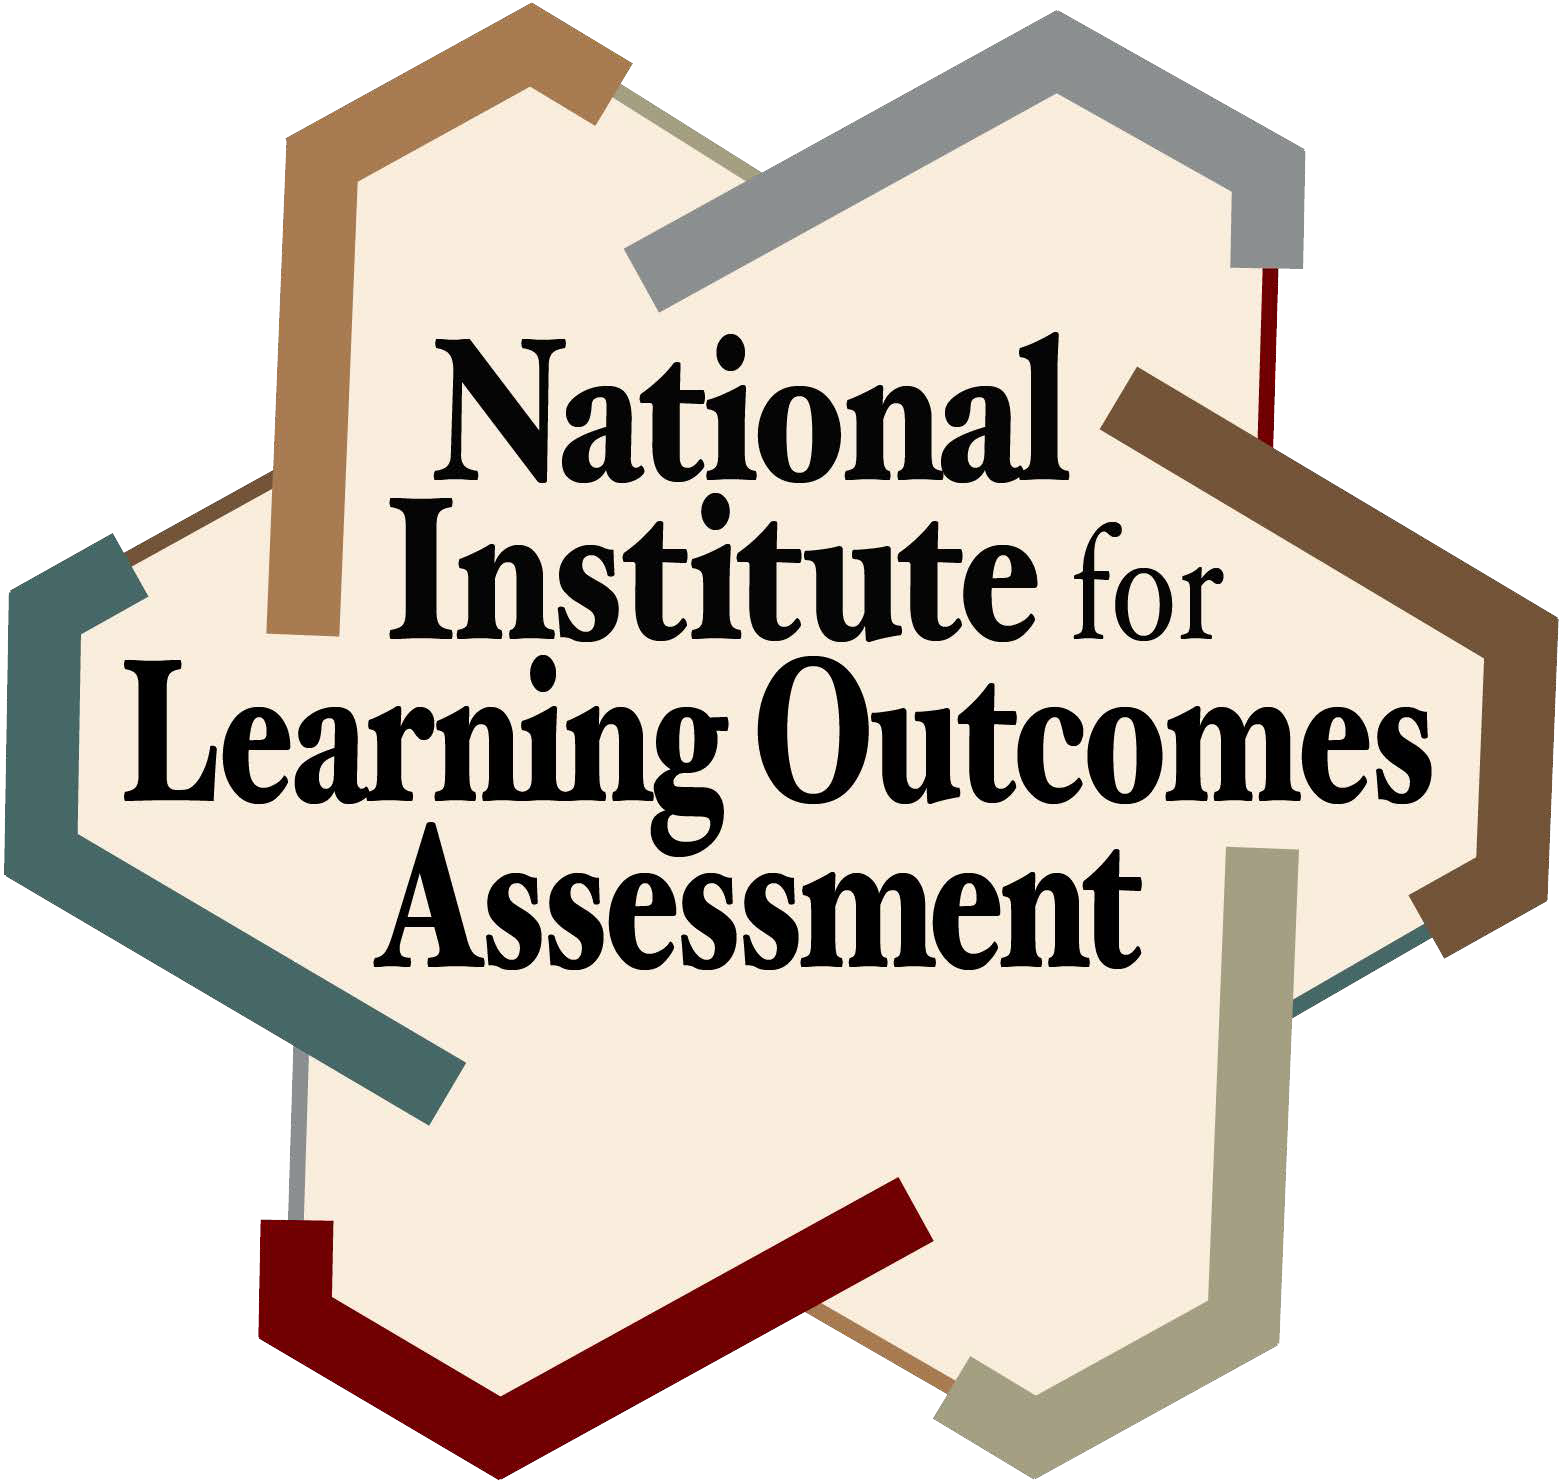 National
Institute for
Learning Outcomes
Assessment